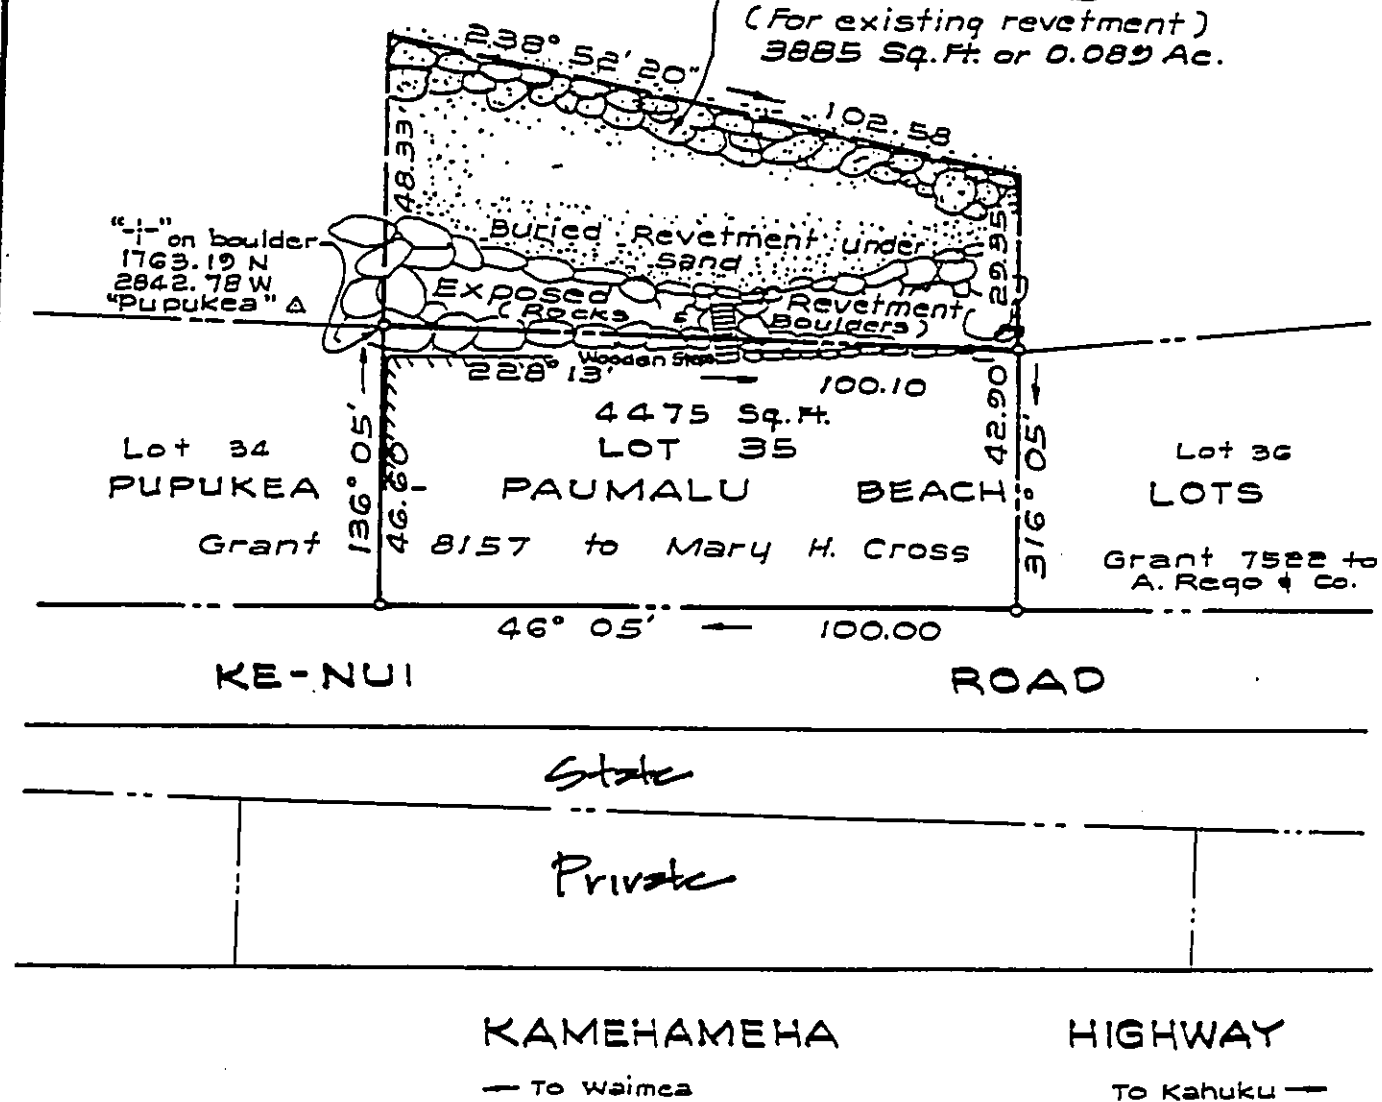 (For existing revetment)
3885 Sq.Ft. or 0.089 Ac.
238° 52' 20"
102.58
48.33
"+" on boulder
1763.19 N
2842.78 W
"Pupukea" △
Buried Revetment under
sand
29.35
Exposed Revetment
(Rocks & Boulders)
Wooden Steps
228° 13' 100.10
4475 Sq.Ft.
Lot 34 LOT 35 Lot 36
PUPUKEA - PAUMALU BEACH LOTS
136° 05'
46.60
42.90
316° 05'
Grant 8157 to Mary H. Cross
Grant 7522 to
A. Rego & Co.
46° 05' 100.00
KE-NUI ROAD
State
Private
KAMEHAMEHA HIGHWAY
To Waimea To Kahuku